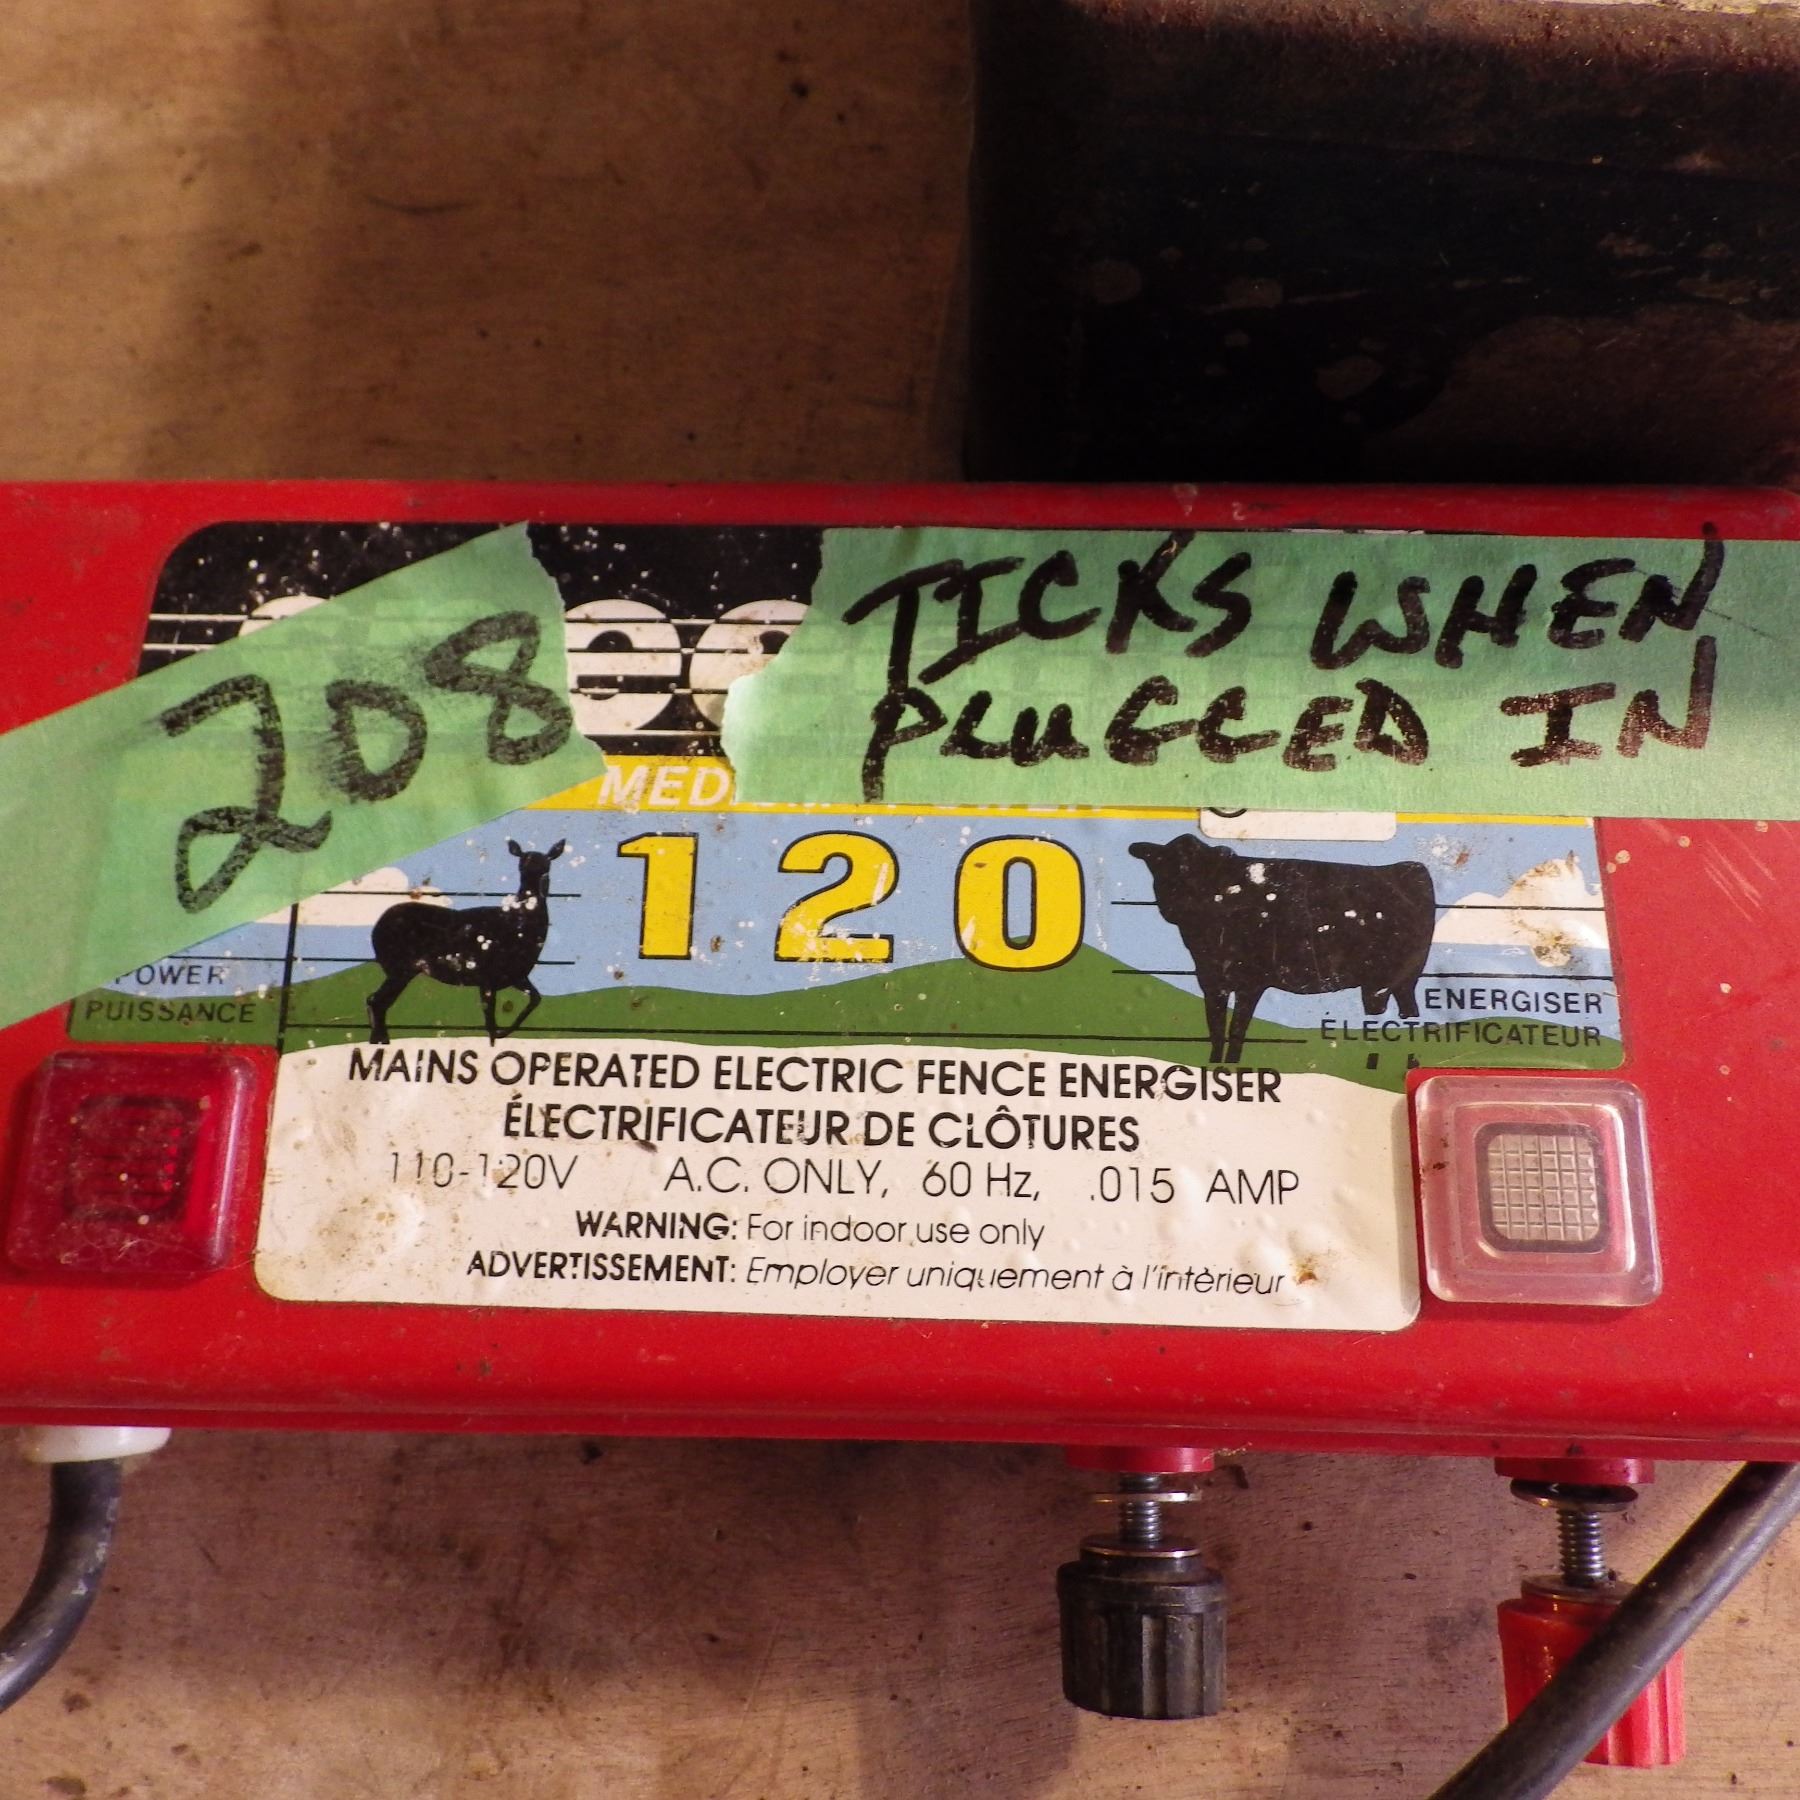 208
TICKS WHEN
PLUGGED IN
120
POWER
PUISSANCE
ENERGISER
ÉLECTRIFICATEUR
MAINS OPERATED ELECTRIC FENCE ENERGISER
ÉLECTRIFICATEUR DE CLÔTURES
110-120V A.C. ONLY, 60 Hz, .015 AMP
WARNING: For indoor use only
ADVERTISSEMENT: Employer uniquement à l'intèrieur